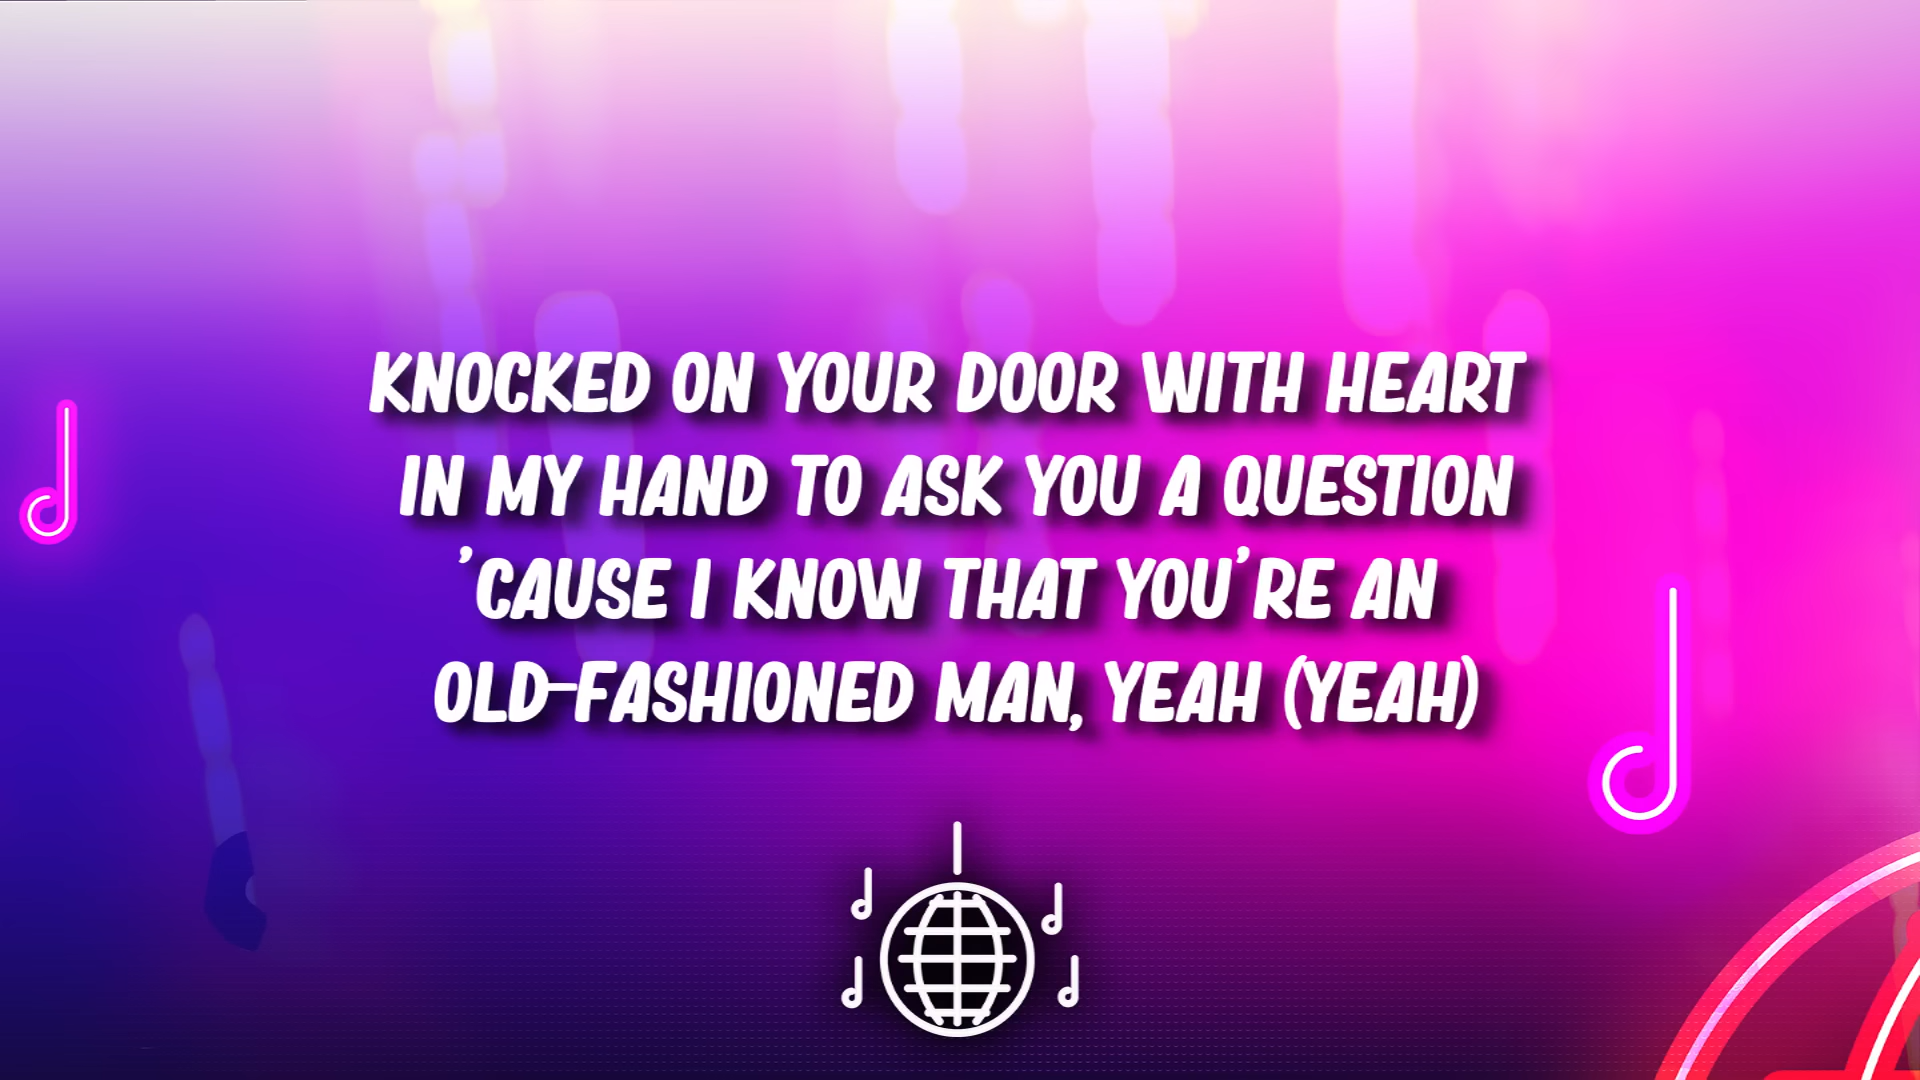 KNOCKED ON YOUR DOOR WITH HEART
IN MY HAND TO ASK YOU A QUESTION
'CAUSE I KNOW THAT YOU'RE AN
OLD-FASHIONED MAN, YEAH (YEAH)